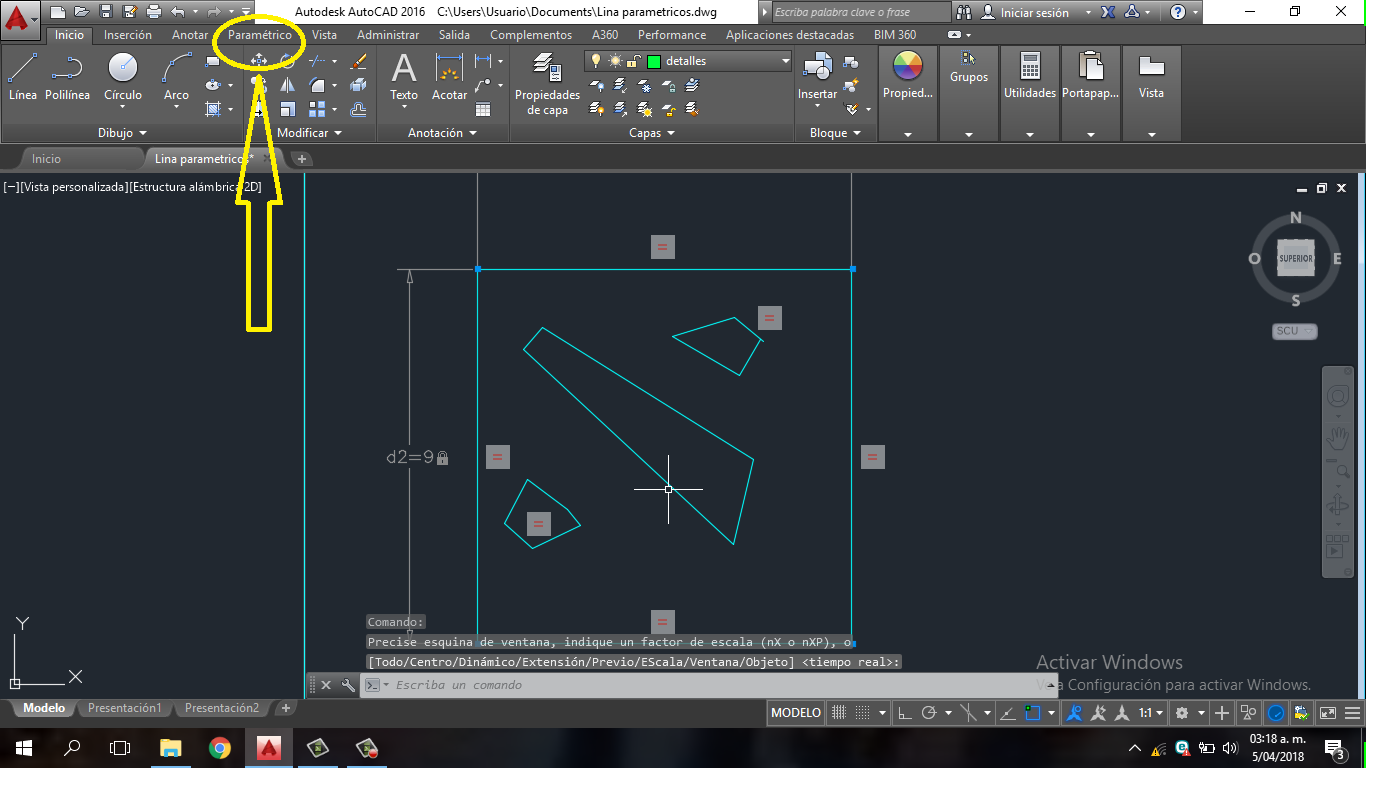 Autodesk AutoCAD 2016 C:\Users\Usuario\Documents\Lina parametricos.dwg
Escriba palabra clave o frase
Iniciar sesión
Inicio Inserción Anotar Paramétrico Vista Administrar Salida Complementos A360 Performance Aplicaciones destacadas BIM 360
detalles
Línea Polilínea Círculo Arco
Texto Acotar
Propiedades de capa
Insertar
Propied...
Grupos
Utilidades
Portapap...
Vista
Dibujo Modificar Anotación Capas Bloque
Inicio Lina parametricos*
[−][Vista personalizada][Estructura alámbrica 2D]
N
O SUPERIOR E
S
SCU
d2=9
Y
X
Comando:
Precise esquina de ventana, indique un factor de escala (nX o nXP), o
[Todo/Centro/Dinámico/Extensión/Previo/EScala/Ventana/Objeto] <tiempo real>:
Escriba un comando
Activar Windows
a Configuración para activar Windows.
Modelo Presentación1 Presentación2
MODELO 1:1
03:18 a. m.
5/04/2018
3